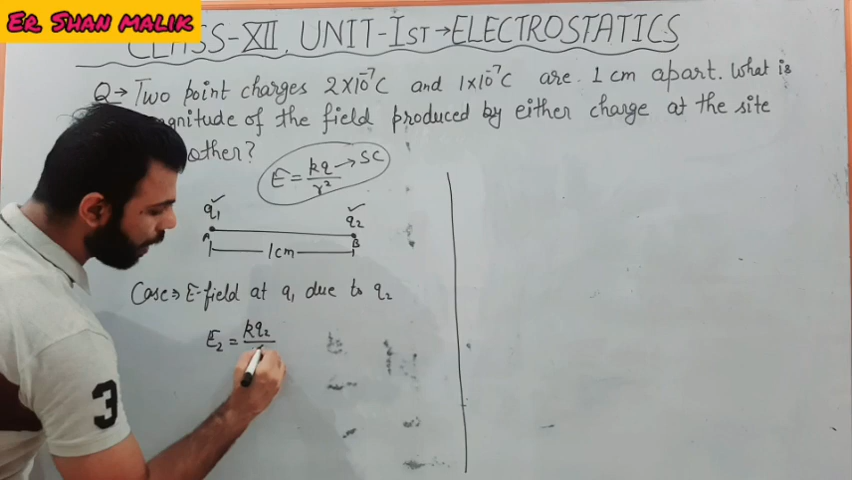 ER. SHAN MALIK
CLASS-XII, UNIT-Ist → ELECTROSTATICS
Q→ Two point charges 2×10⁻⁷C and 1×10⁻⁷C are 1 cm apart. What is
magnitude of the field produced by either charge at the site
other?
E = kq/r² → SC
q₁ q₂
A B
1cm
Case⇒ E-field at q₁ due to q₂
E₂ = kq₂
3